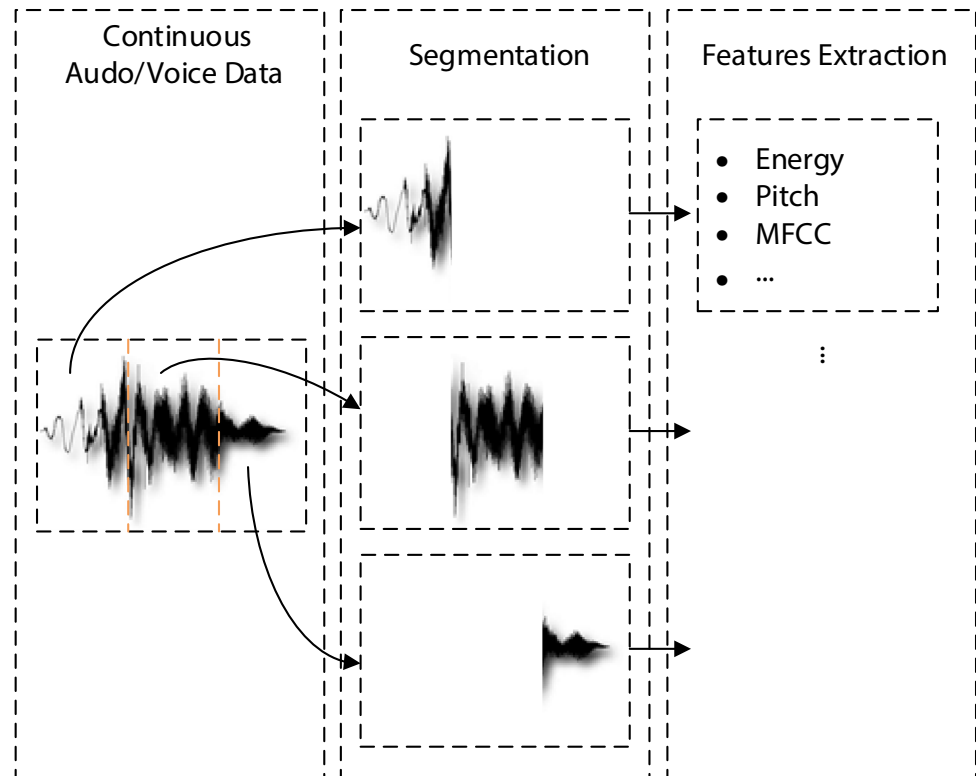 Continuous
Audo/Voice Data
Segmentation
Features Extraction
• Energy
• Pitch
• MFCC
• ...
⋮